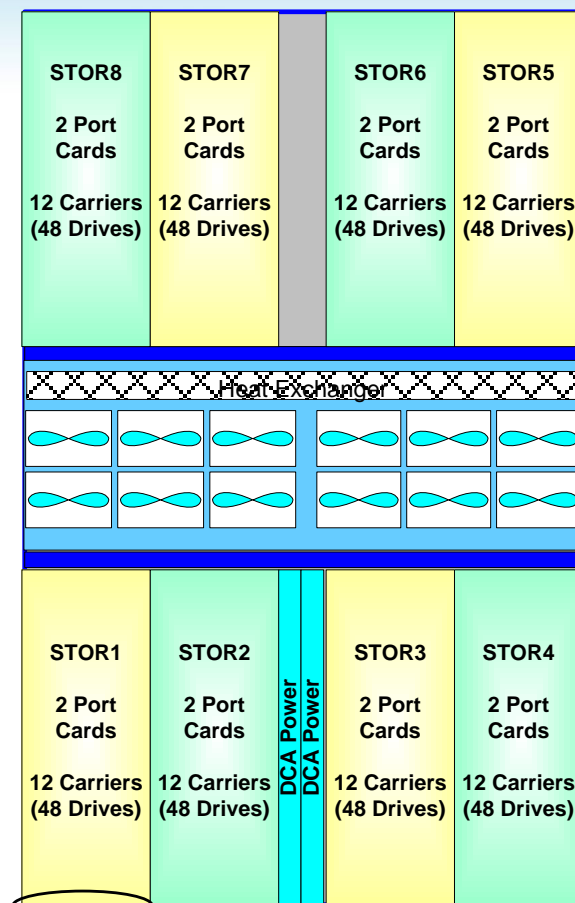 STOR8
2 Port
Cards
12 Carriers
(48 Drives)
STOR7
2 Port
Cards
12 Carriers
(48 Drives)
STOR6
2 Port
Cards
12 Carriers
(48 Drives)
STOR5
2 Port
Cards
12 Carriers
(48 Drives)
Heat Exchanger
STOR1
2 Port
Cards
12 Carriers
(48 Drives)
STOR2
2 Port
Cards
12 Carriers
(48 Drives)
DCA Power
DCA Power
STOR3
2 Port
Cards
12 Carriers
(48 Drives)
STOR4
2 Port
Cards
12 Carriers
(48 Drives)